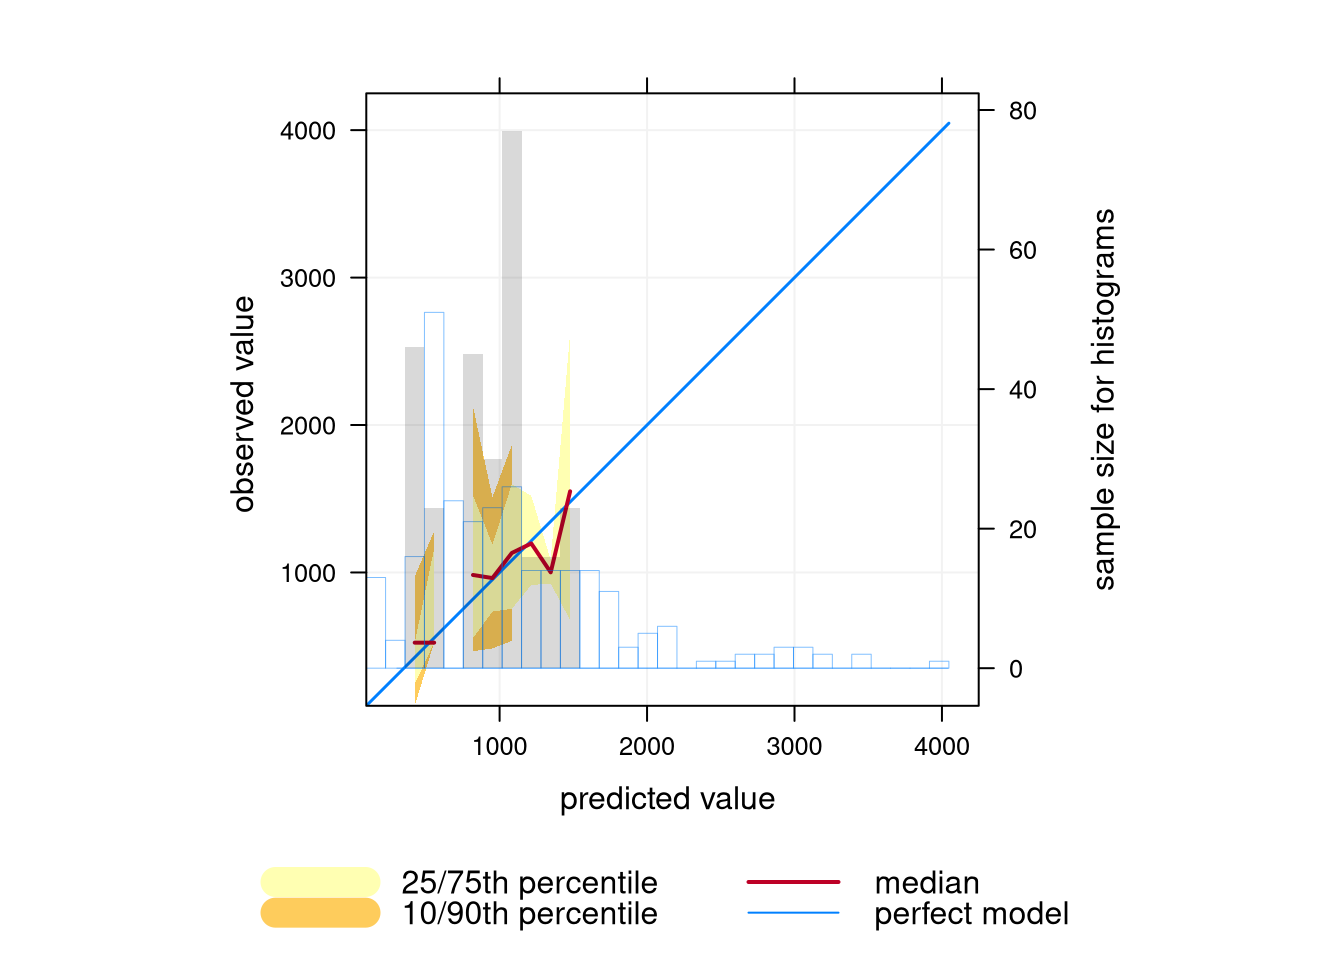 4000
3000
2000
1000
observed value
80
60
40
20
0
sample size for histograms
1000 2000 3000 4000
predicted value
25/75th percentile median
10/90th percentile perfect model